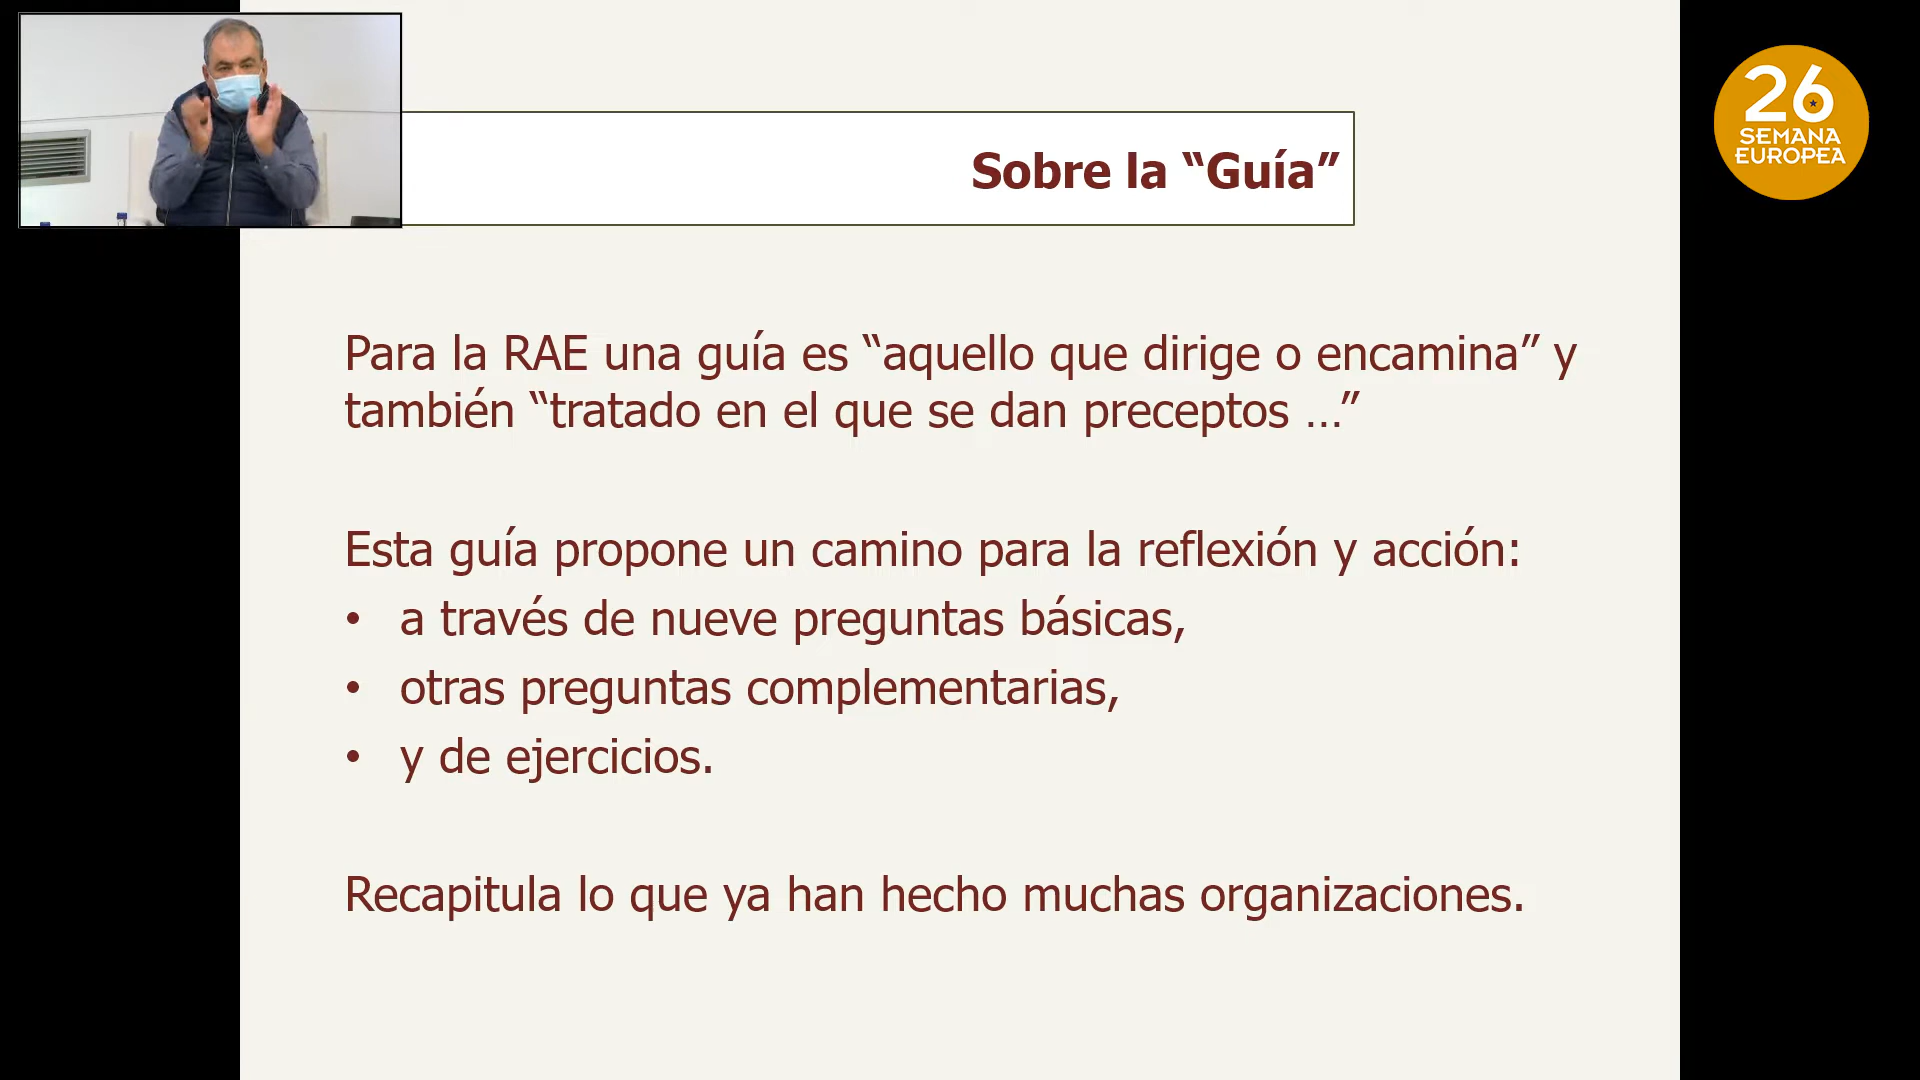 Sobre la “Guía”
26
SEMANA
EUROPEA
Para la RAE una guía es “aquello que dirige o encamina” y
también “tratado en el que se dan preceptos ...”
Esta guía propone un camino para la reflexión y acción:
• a través de nueve preguntas básicas,
• otras preguntas complementarias,
• y de ejercicios.
Recapitula lo que ya han hecho muchas organizaciones.